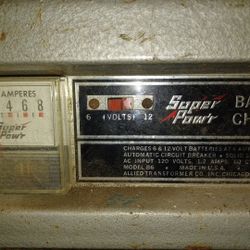 AMPERES
4 6 8
Super
Powr
6 VOLTS 12
Super
Powr
BA
CH
CHARGES 6 & 12 VOLT BATTERIES AT
AUTOMATIC CIRCUIT BREAKER • SOLID
AC INPUT 120 VOLTS, 1.2 AMPS, 60 C
MODEL B6 • MADE IN U.S.A.
ALLIED TRANSFORMER CO., INC., CHICAGO